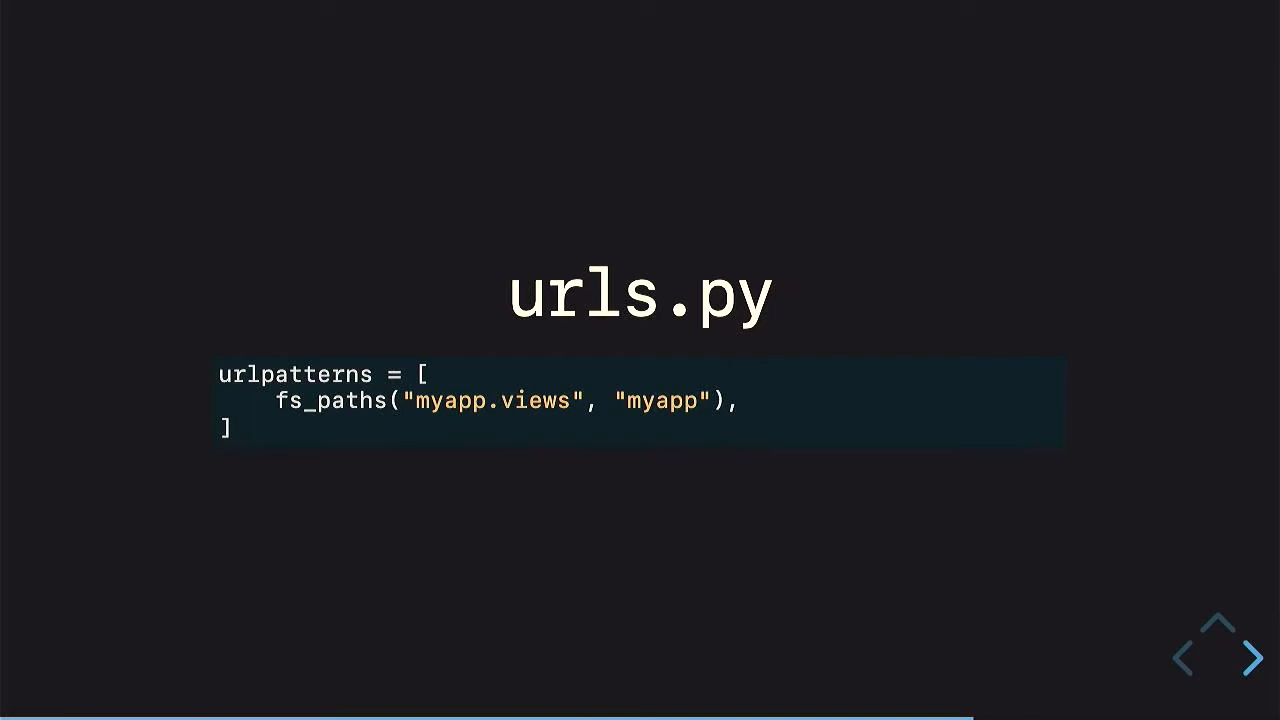 urls.py
urlpatterns = [
    fs_paths("myapp.views", "myapp"),
]